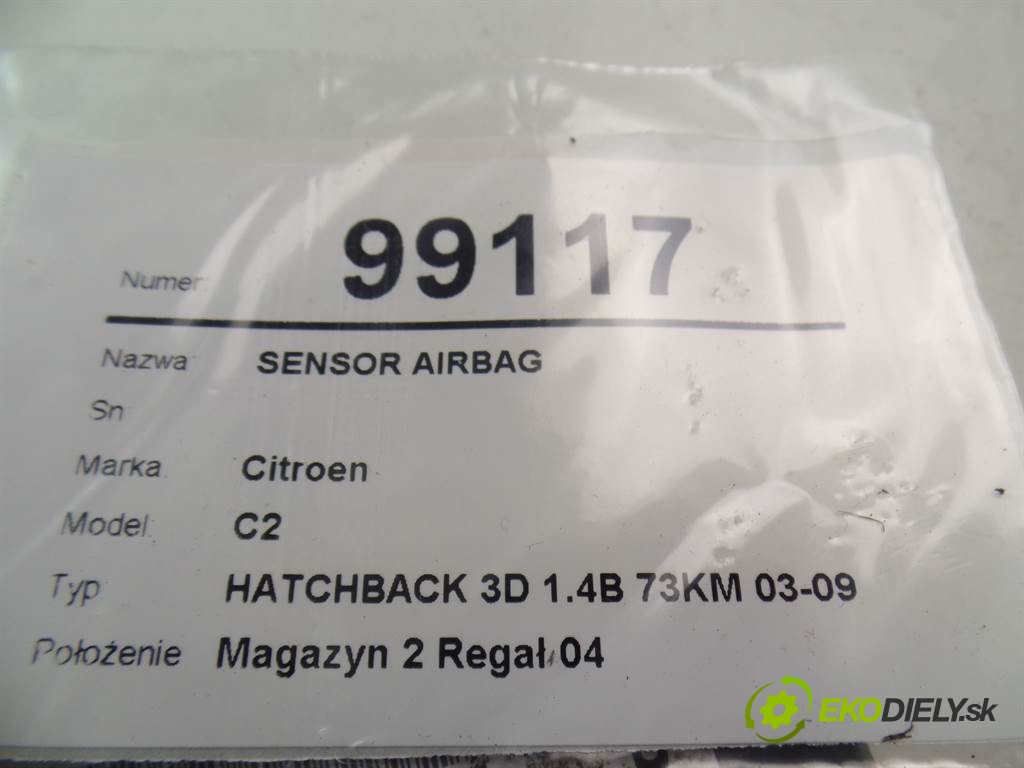 Numer: 99117
Nazwa: SENSOR AIRBAG
Sn
Marka Citroen
Model: C2
Typ HATCHBACK 3D 1.4B 73KM 03-09
Położenie Magazyn 2 Regał 04
EKODIELY.sk